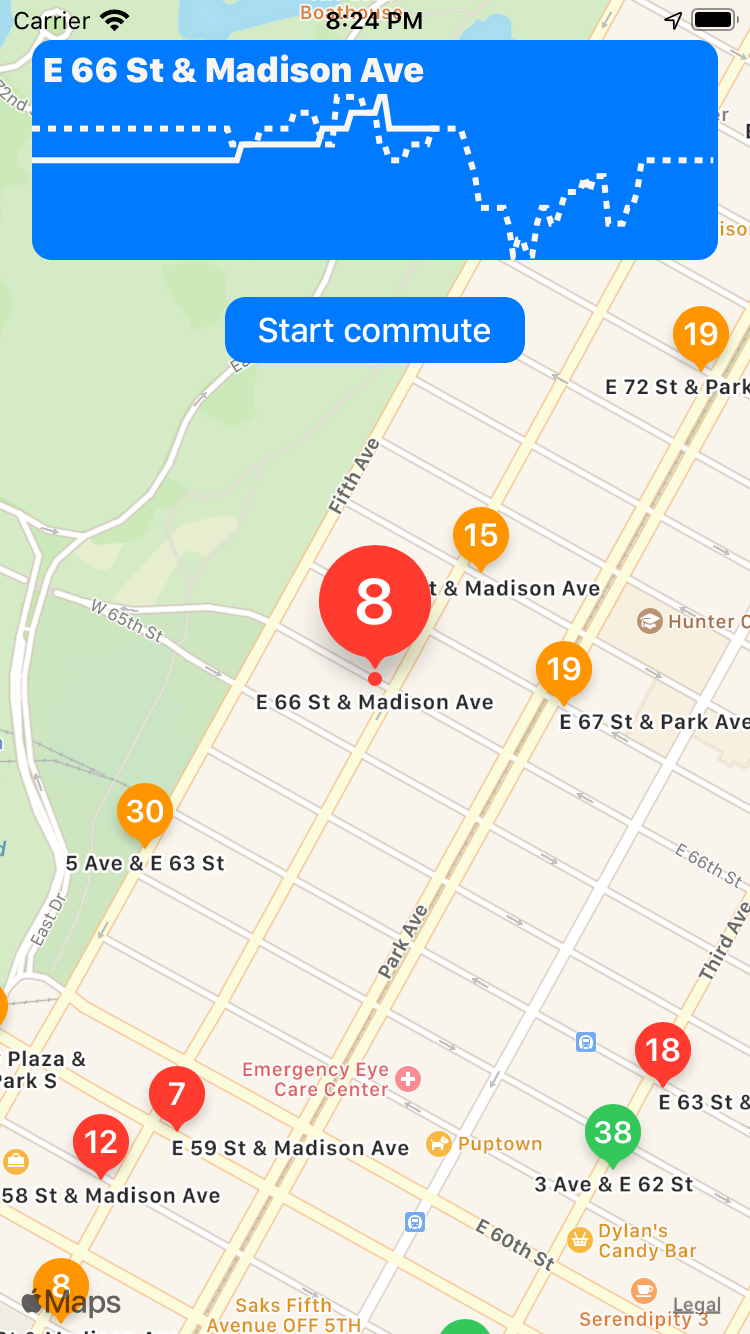 Carrier 8:24 PM
Boathouse
E 66 St & Madison Ave
Start commute
19
E 72 St & Park
Fifth Ave
15
t & Madison Ave
8
W 65th St
Hunter C
E 66 St & Madison Ave
19
E 67 St & Park Ave
30
5 Ave & E 63 St
E 66th St
East Dr
Park Ave
Third Ave
18
Plaza &
Park S
Emergency Eye
Care Center
7
E 63 St &
12
38
E 59 St & Madison Ave
Puptown
3 Ave & E 62 St
58 St & Madison Ave
E 60th St
Dylan's
Candy Bar
8
Maps
Saks Fifth
Avenue OFF 5TH
Legal
Serendipity 3